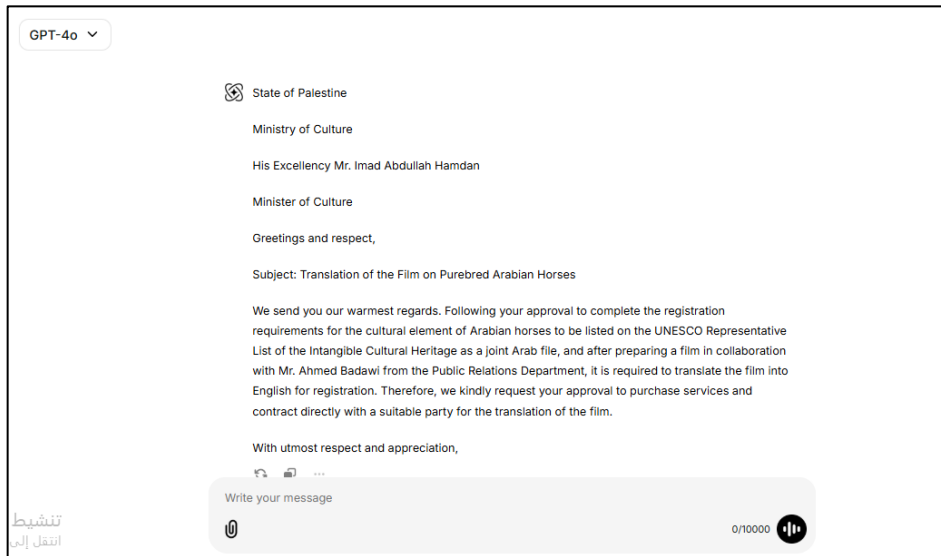 GPT-4o
State of Palestine
Ministry of Culture
His Excellency Mr. Imad Abdullah Hamdan
Minister of Culture
Greetings and respect,
Subject: Translation of the Film on Purebred Arabian Horses
We send you our warmest regards. Following your approval to complete the registration
requirements for the cultural element of Arabian horses to be listed on the UNESCO Representative
List of the Intangible Cultural Heritage as a joint Arab file, and after preparing a film in collaboration
with Mr. Ahmed Badawi from the Public Relations Department, it is required to translate the film into
English for registration. Therefore, we kindly request your approval to purchase services and
contract directly with a suitable party for the translation of the film.
With utmost respect and appreciation,
Write your message
0/10000
تنشيط
انتقل إلى